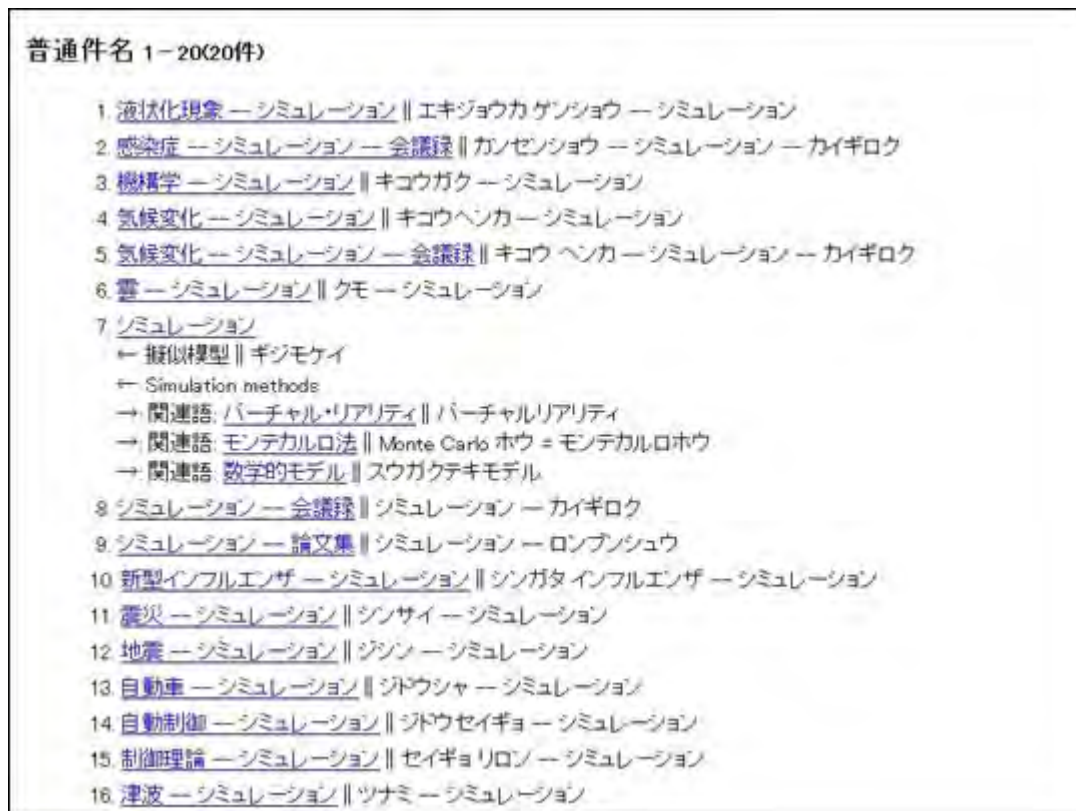 普通件名 1-20(20件)
1. 液状化現象 -- シミュレーション || エキジョウカ ゲンショウ -- シミュレーション
2. 感染症 -- シミュレーション -- 会議録 || カンセンショウ -- シミュレーション -- カイギロク
3. 機構学 -- シミュレーション || キコウガク -- シミュレーション
4. 気候変化 -- シミュレーション || キコウヘンカ -- シミュレーション
5. 気候変化 -- シミュレーション -- 会議録 || キコウ ヘンカ -- シミュレーション -- カイギロク
6. 雲 -- シミュレーション || クモ -- シミュレーション
7. シミュレーション
← 擬似模型 || ギジモケイ
← Simulation methods
→ 関連語: バーチャル・リアリティ || バーチャルリアリティ
→ 関連語: モンテカルロ法 || Monte Carlo ホウ = モンテカルロホウ
→ 関連語: 数学的モデル || スウガクテキモデル
8. シミュレーション -- 会議録 || シミュレーション -- カイギロク
9. シミュレーション -- 論文集 || シミュレーション -- ロンブンシュウ
10. 新型インフルエンザ -- シミュレーション || シンガタ インフルエンザ -- シミュレーション
11. 震災 -- シミュレーション || シンサイ -- シミュレーション
12. 地震 -- シミュレーション || ジシン -- シミュレーション
13. 自動車 -- シミュレーション || ジドウシャ -- シミュレーション
14. 自動制御 -- シミュレーション || ジドウセイギョ -- シミュレーション
15. 制御理論 -- シミュレーション || セイギョ リロン -- シミュレーション
16. 津波 -- シミュレーション || ツナミ -- シミュレーション